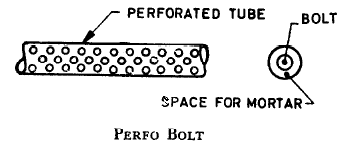 PERFORATED TUBE
BOLT
SPACE FOR MORTAR
PERFO BOLT